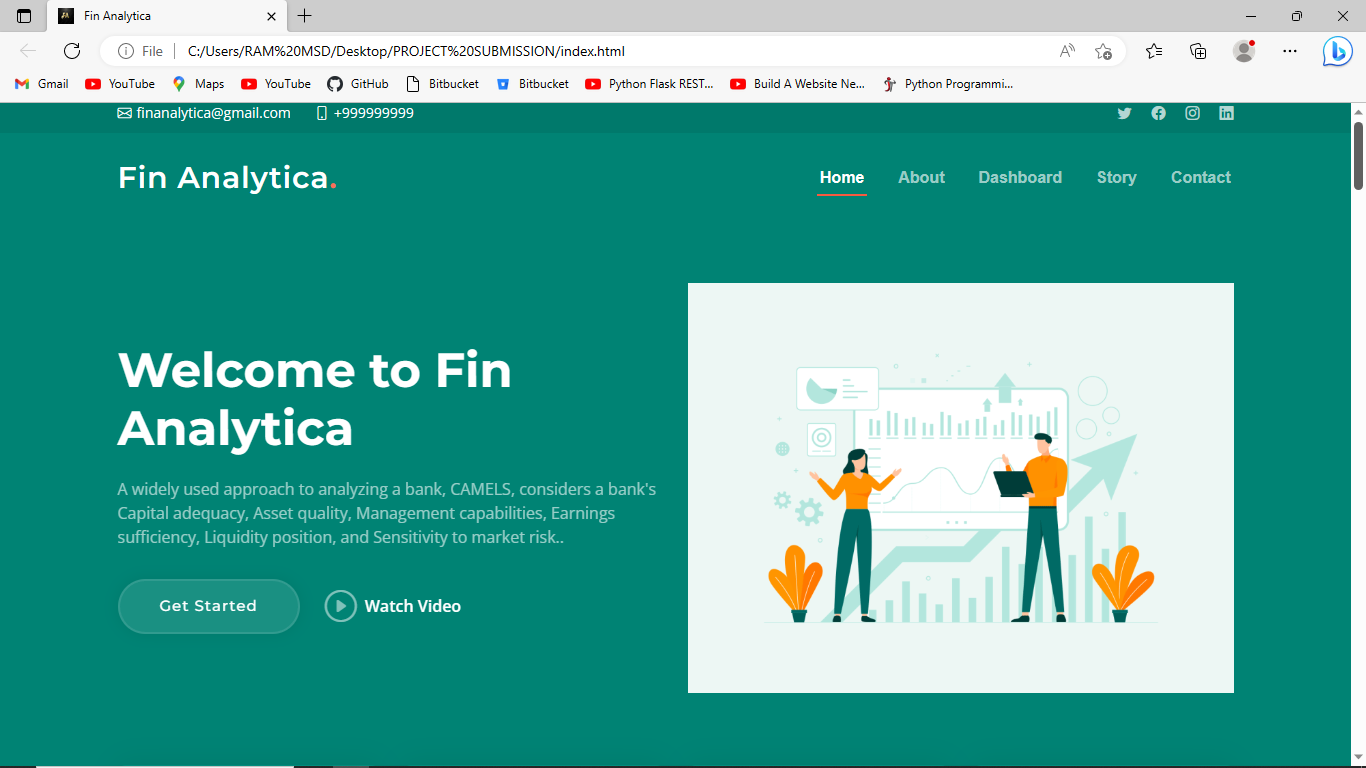 Fin Analytica
File
C:/Users/RAM%20MSD/Desktop/PROJECT%20SUBMISSION/index.html
Gmail
YouTube
Maps
YouTube
GitHub
Bitbucket
Bitbucket
Python Flask REST...
Build A Website Ne...
Python Programmi...
finanalytica@gmail.com
+999999999
Fin Analytica.
Home
About
Dashboard
Story
Contact
Welcome to Fin
Analytica
A widely used approach to analyzing a bank, CAMELS, considers a bank's
Capital adequacy, Asset quality, Management capabilities, Earnings
sufficiency, Liquidity position, and Sensitivity to market risk..
Get Started
Watch Video